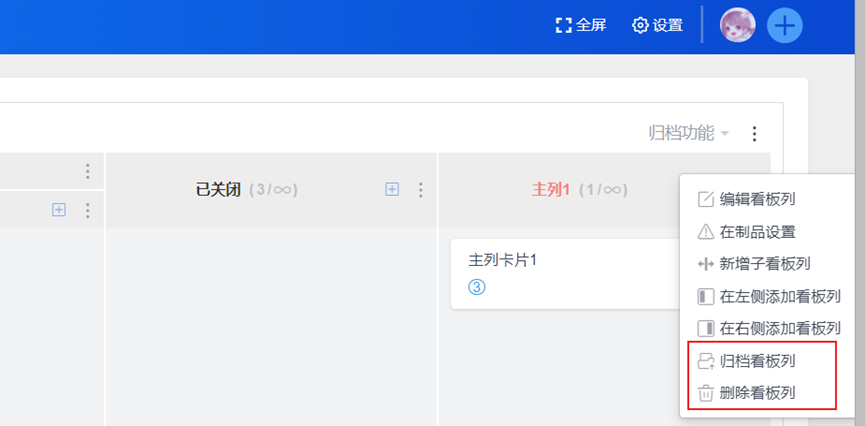 全屏 设置
归档功能
已关闭 (3/∞) 主列1 (1/∞)
主列卡片1
③
编辑看板列
在制品设置
新增子看板列
在左侧添加看板列
在右侧添加看板列
归档看板列
删除看板列